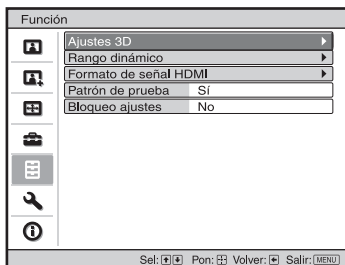 Función
Ajustes 3D
Rango dinámico
Formato de señal HDMI
Patrón de prueba Sí
Bloqueo ajustes No
Sel: Pon: Volver: Salir: MENU